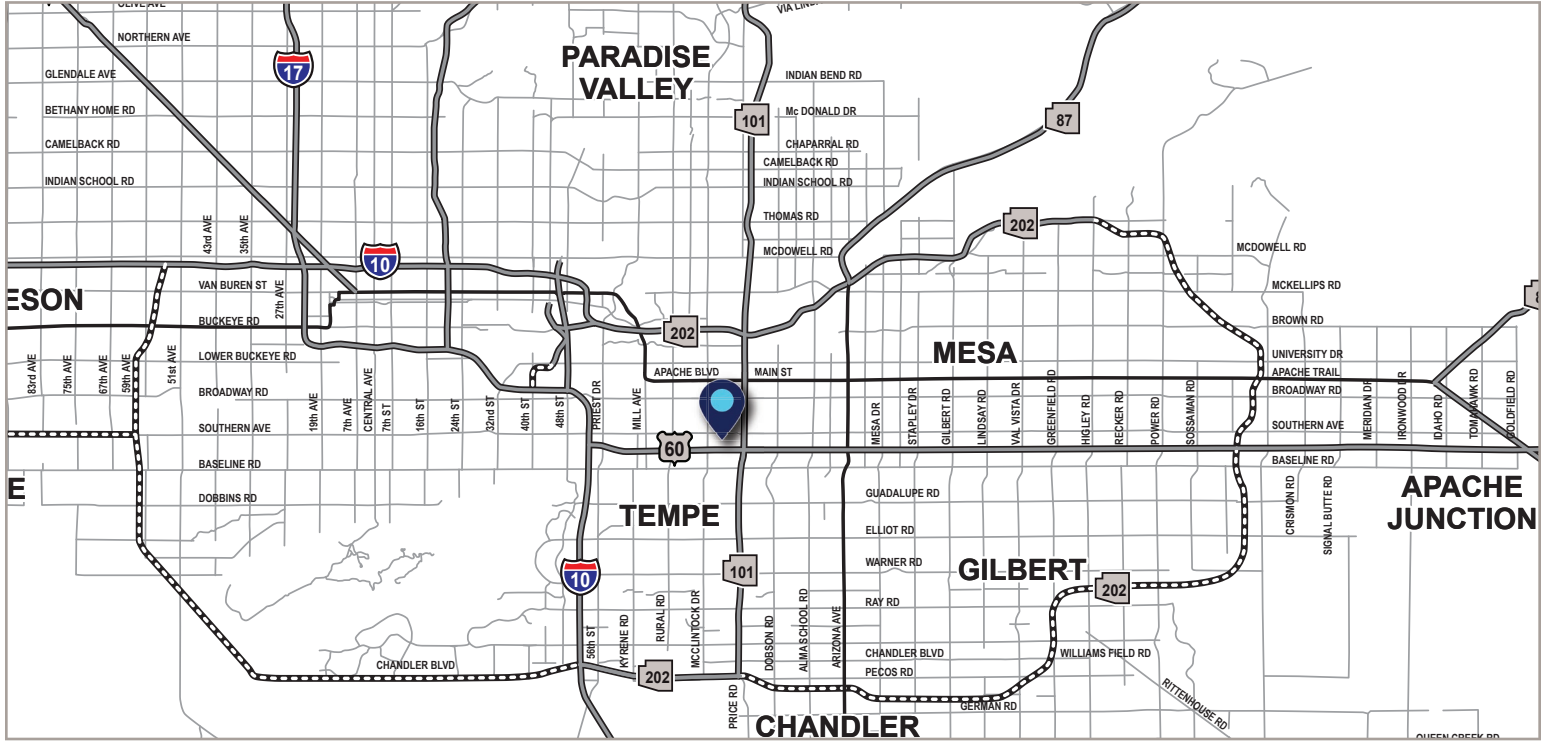 OLIVE AVE
NORTHERN AVE
GLENDALE AVE
BETHANY HOME RD
CAMELBACK RD
INDIAN SCHOOL RD
43rd AVE
35th AVE
27th AVE
17
PARADISE
VALLEY
VIA LIN
INDIAN BEND RD
Mc DONALD DR
CHAPARRAL RD
CAMELBACK RD
INDIAN SCHOOL RD
THOMAS RD
MCDOWELL RD
101
87
202
10
VAN BUREN ST
BUCKEYE RD
LOWER BUCKEYE RD
BROADWAY RD
SOUTHERN AVE
BASELINE RD
DOBBINS RD
ESON
E
83rd AVE
75th AVE
67th AVE
59th AVE
51st AVE
19th AVE
7th AVE
CENTRAL AVE
7th ST
16th ST
24th ST
32nd ST
40th ST
48th ST
PRIEST DR
MILL AVE
202
APACHE BLVD
MAIN ST
60
MESA
MESA DR
STAPLEY DR
GILBERT RD
LINDSAY RD
VAL VISTA DR
GREENFIELD RD
HIGLEY RD
RECKER RD
POWER RD
SOSSAMAN RD
MCDOWELL RD
MCKELLIPS RD
BROWN RD
UNIVERSITY DR
APACHE TRAIL
BROADWAY RD
SOUTHERN AVE
BASELINE RD
MERIDIAN DR
IRONWOOD DR
IDAHO RD
TOMAHAWK RD
GOLDFIELD RD
CRISMON RD
SIGNAL BUTTE RD
APACHE
JUNCTION
TEMPE
GUADALUPE RD
ELLIOT RD
WARNER RD
RAY RD
CHANDLER BLVD
PECOS RD
GERMAN RD
GILBERT
202
WILLIAMS FIELD RD
RITTENHOUSE RD
QUEEN CREEK RD
10
101
56th ST
KYRENE RD
RURAL RD
MCCLINTOCK DR
DOBSON RD
ALMA SCHOOL RD
ARIZONA AVE
CHANDLER BLVD
202
PRICE RD
CHANDLER